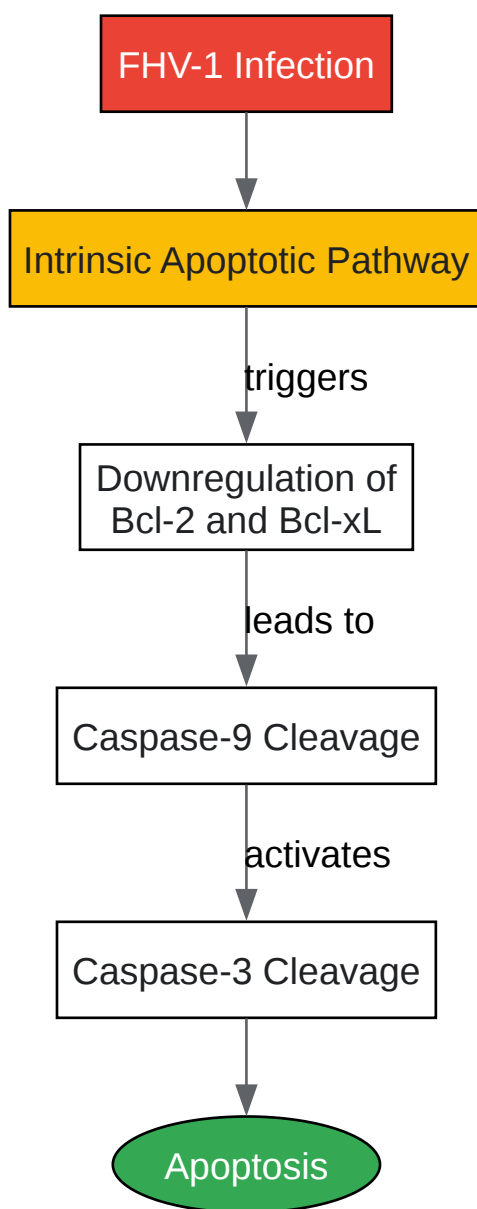 FHV-1 Infection
Intrinsic Apoptotic Pathway
triggers
Downregulation of
Bcl-2 and Bcl-xL
leads to
Caspase-9 Cleavage
activates
Caspase-3 Cleavage
Apoptosis